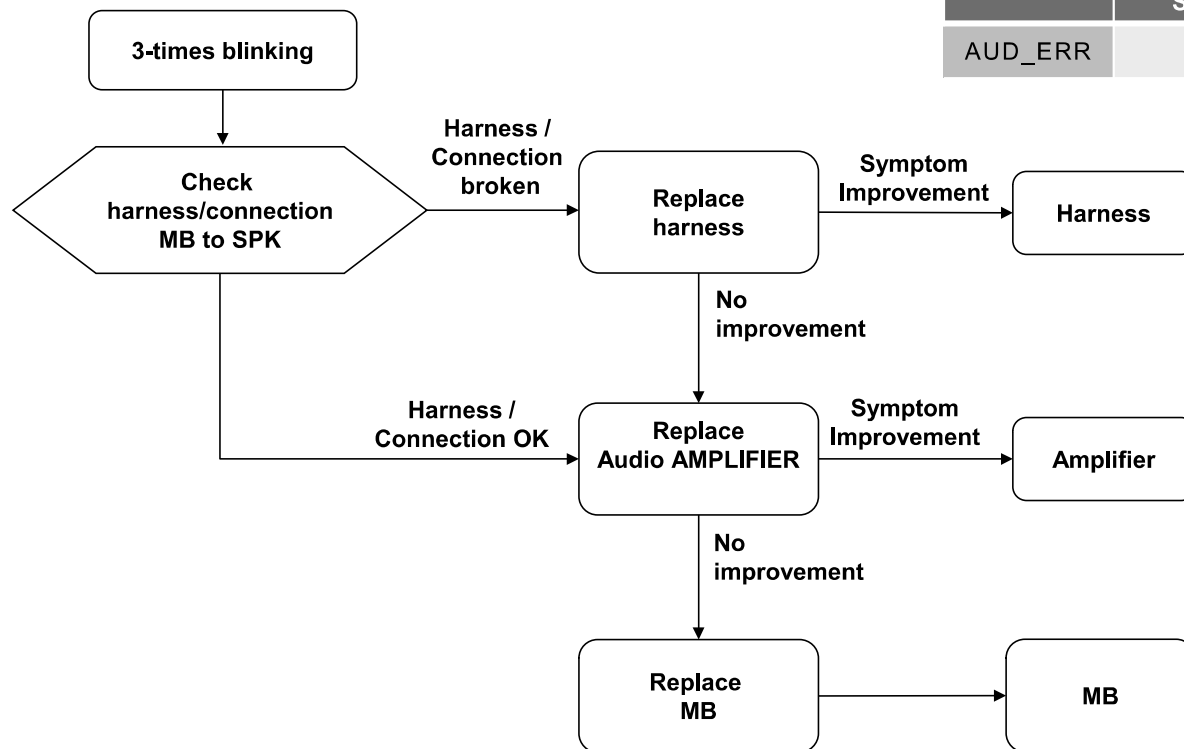 S
AUD_ERR
3-times blinking
Harness /
Connection
broken
Check
harness/connection
MB to SPK
Replace
harness
Symptom
Improvement
Harness
No
improvement
Harness /
Connection OK
Replace
Audio AMPLIFIER
Symptom
Improvement
Amplifier
No
improvement
Replace
MB
MB